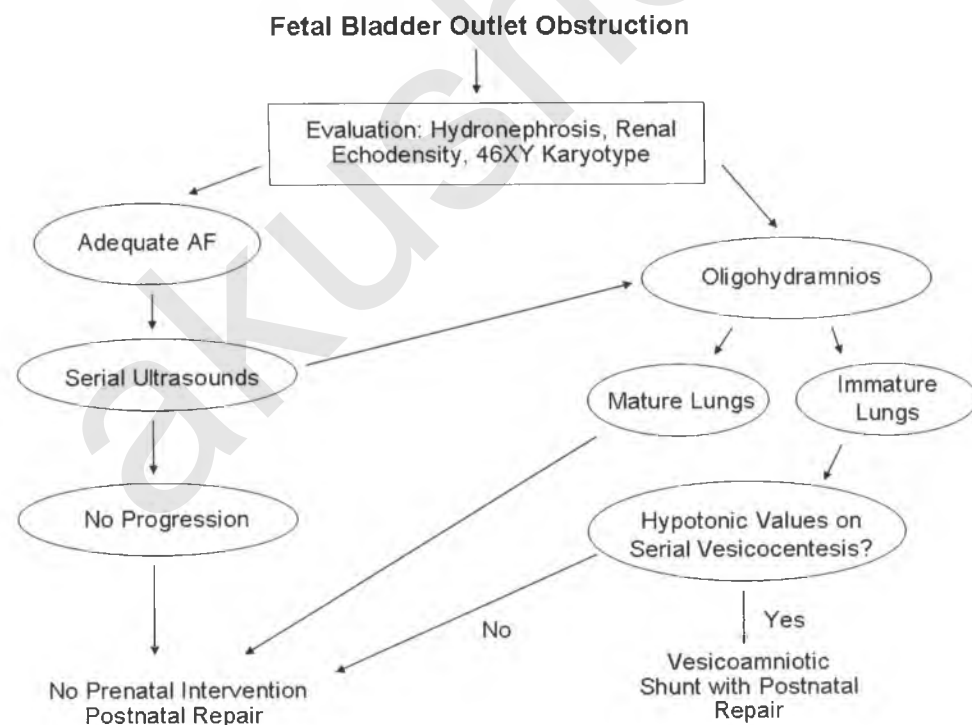 Fetal Bladder Outlet Obstruction
Evaluation: Hydronephrosis, Renal
Echodensity, 46XY Karyotype
Adequate AF
Oligohydramnios
Serial Ultrasounds
Mature Lungs
Immature
Lungs
No Progression
Hypotonic Values on
Serial Vesicocentesis?
No
Yes
No Prenatal Intervention
Postnatal Repair
Vesicoamniotic
Shunt with Postnatal
Repair
akushe